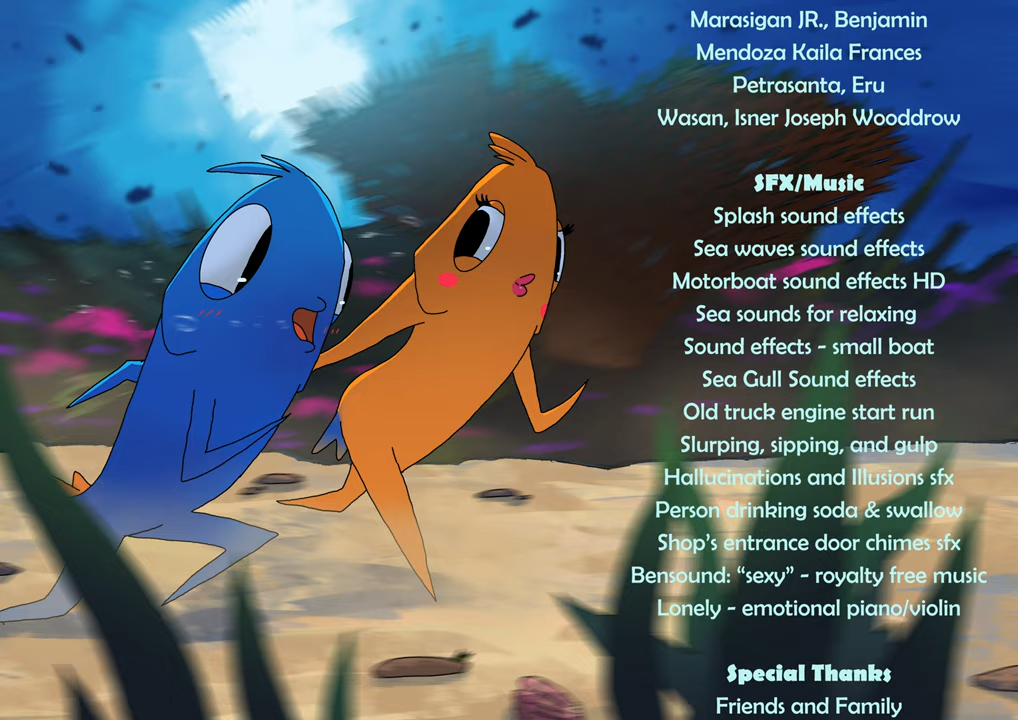 Marasigan JR., Benjamin
Mendoza Kaila Frances
Petrasanta, Eru
Wasan, Isner Joseph Wooddrow
SFX/Music
Splash sound effects
Sea waves sound effects
Motorboat sound effects HD
Sea sounds for relaxing
Sound effects - small boat
Sea Gull Sound effects
Old truck engine start run
Slurping, sipping, and gulp
Hallucinations and Illusions sfx
Person drinking soda & swallow
Shop's entrance door chimes sfx
Bensound: “sexy” - royalty free music
Lonely - emotional piano/violin
Special Thanks
Friends and Family